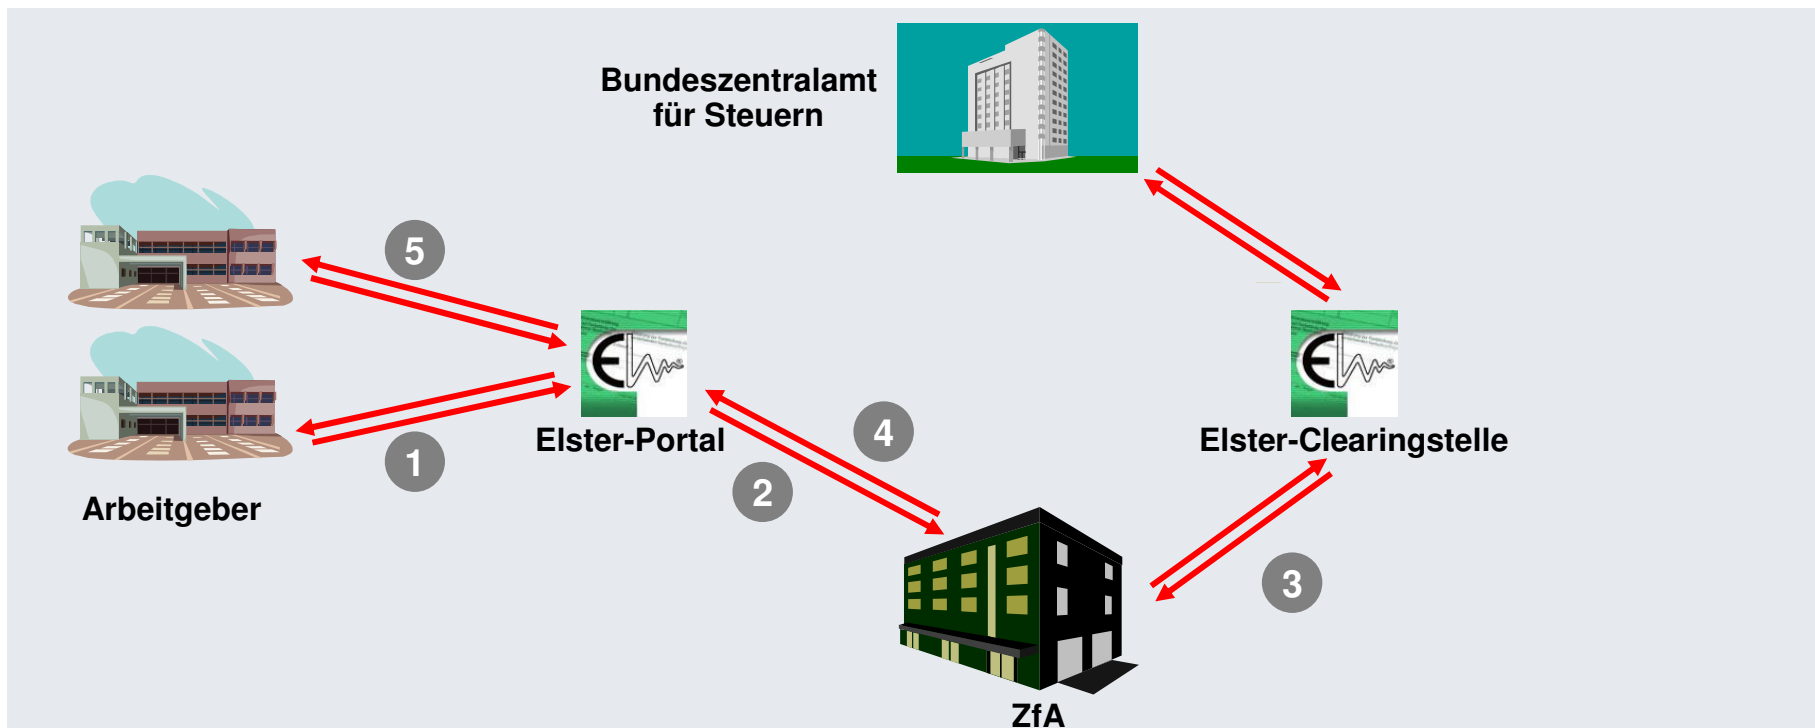 Bundeszentralamt
für Steuern
5
Elster-Portal
Elster-Clearingstelle
4
1
2
Arbeitgeber
3
ZfA